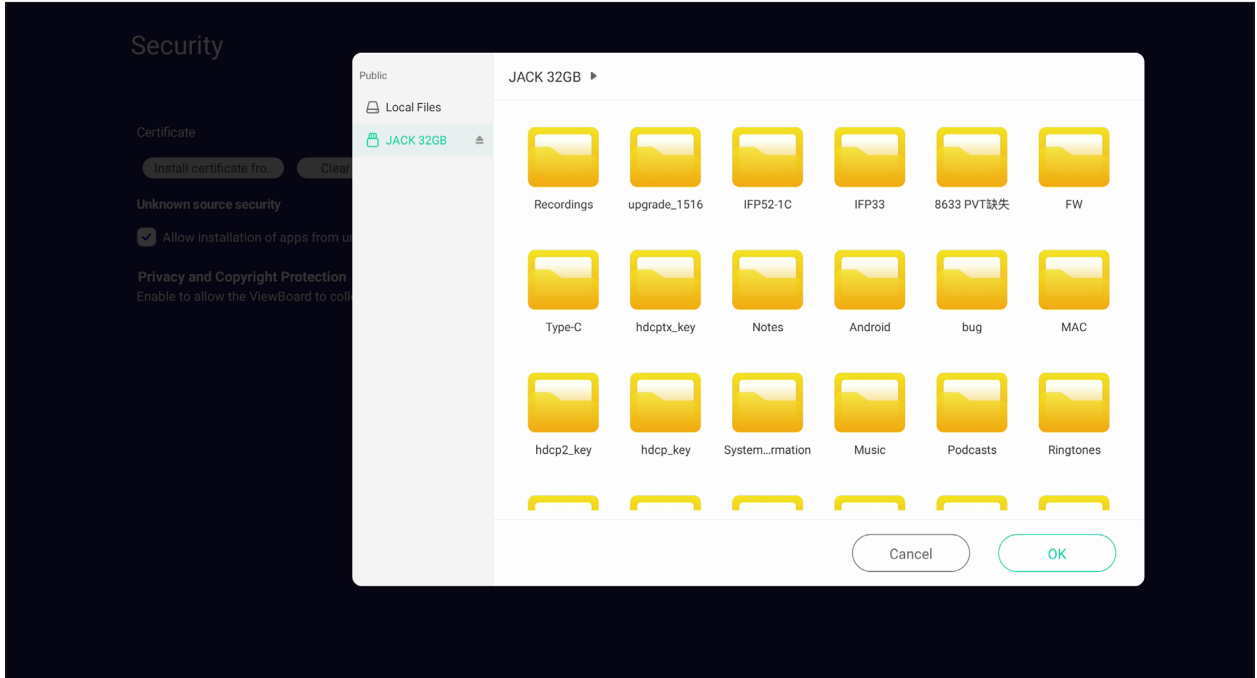 Security
Certificate
Install certificate fro..
Clear
Unknown source security
Allow installation of apps from u
Privacy and Copyright Protection
Enable to allow the ViewBoard to coll
Public
Local Files
JACK 32GB
JACK 32GB
Recordings
upgrade_1516
IFP52-1C
IFP33
8633 PVT缺失
FW
Type-C
hdcptx_key
Notes
Android
bug
MAC
hdcp2_key
hdcp_key
System...rmation
Music
Podcasts
Ringtones
Cancel
OK